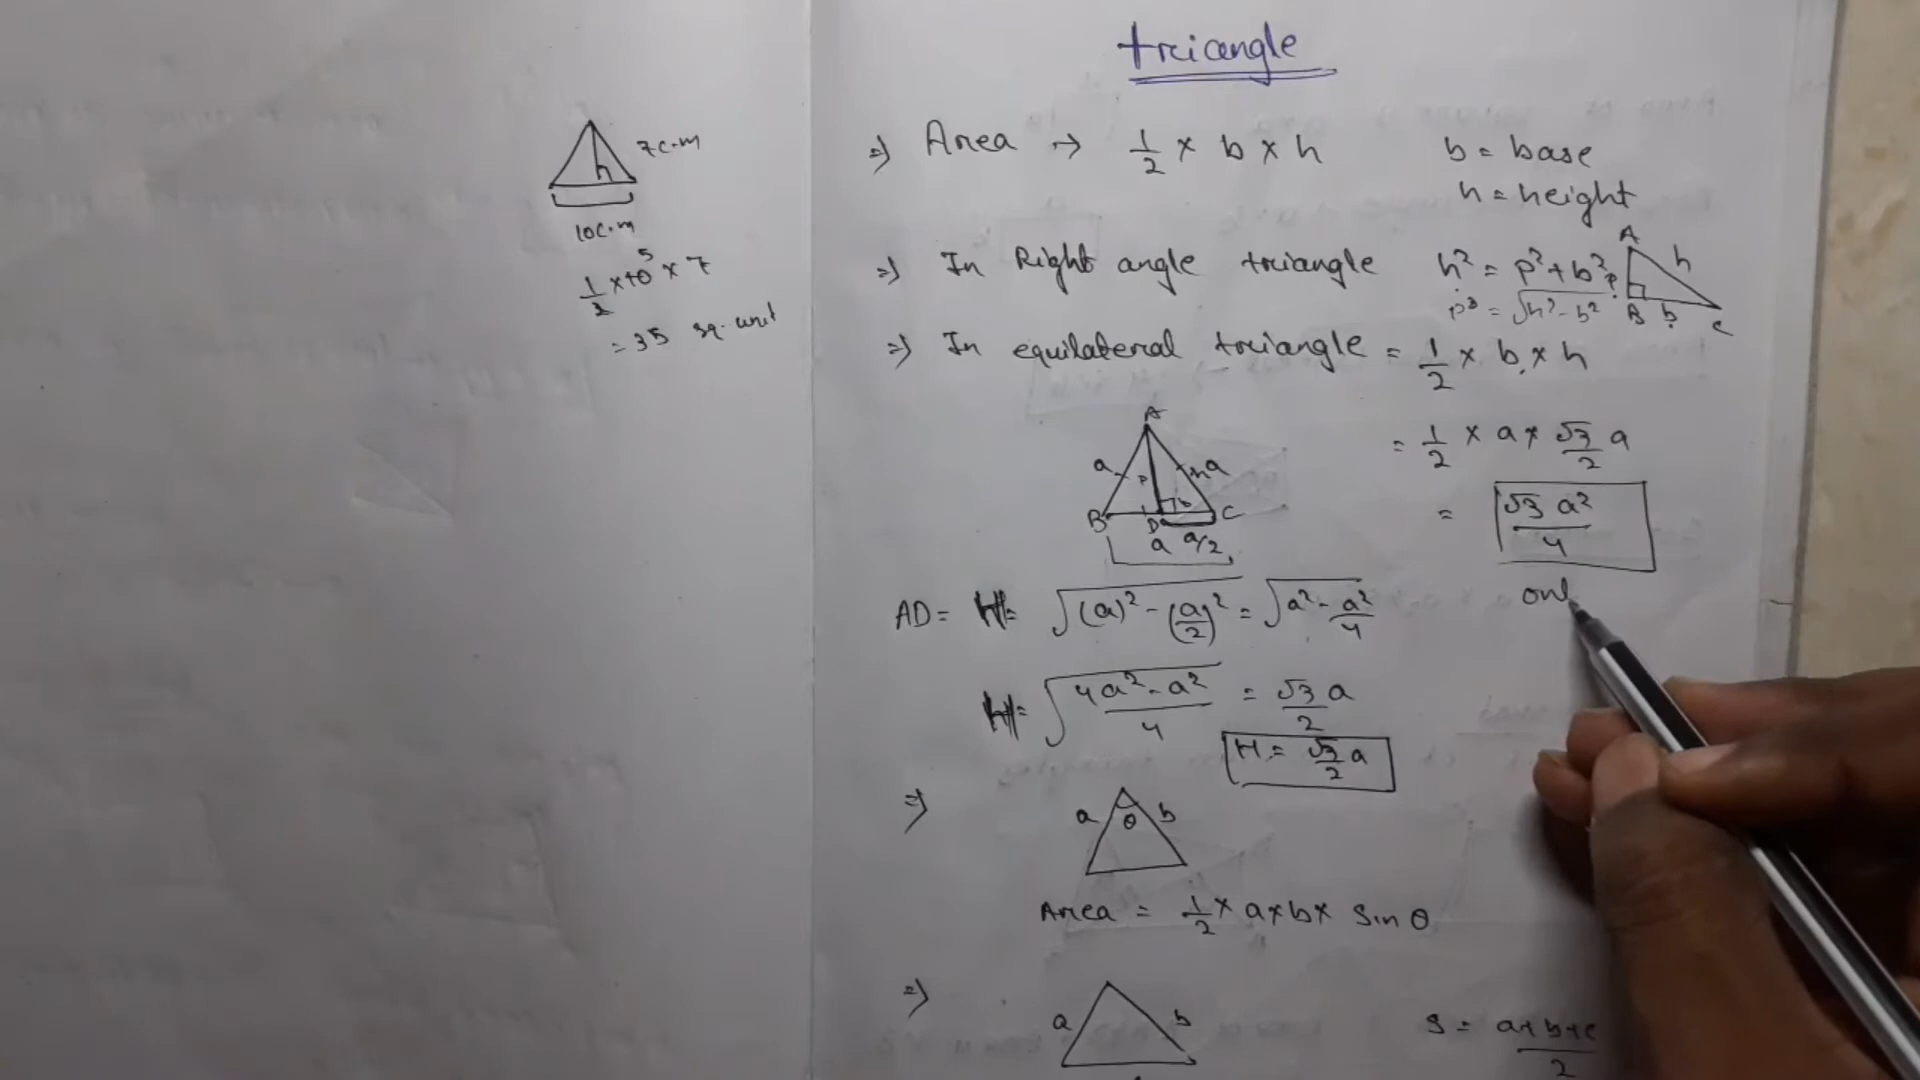 triangle
7c.m
h
10c.m
1/2 × 10 5 × 7
= 35 sq. unit
=> Area → 1/2 × b × h
b = base
h = height
=> In Right angle triangle h² = p² + b²
p = √h² - b²
A
h
P
B b C
=> In equilateral triangle = 1/2 × b × h
= 1/2 × a × √3/2 a
= √3 a²/4
onl
A
a P h a
B D b C
a a/2
AD = H = √(a)² - (a/2)² = √a² - a²/4
H = √4a² - a²/4 = √3/2 a
H = √3/2 a
=>
a θ b
Area = 1/2 × a × b × Sin θ
=>
a b
S = a+b+c/2